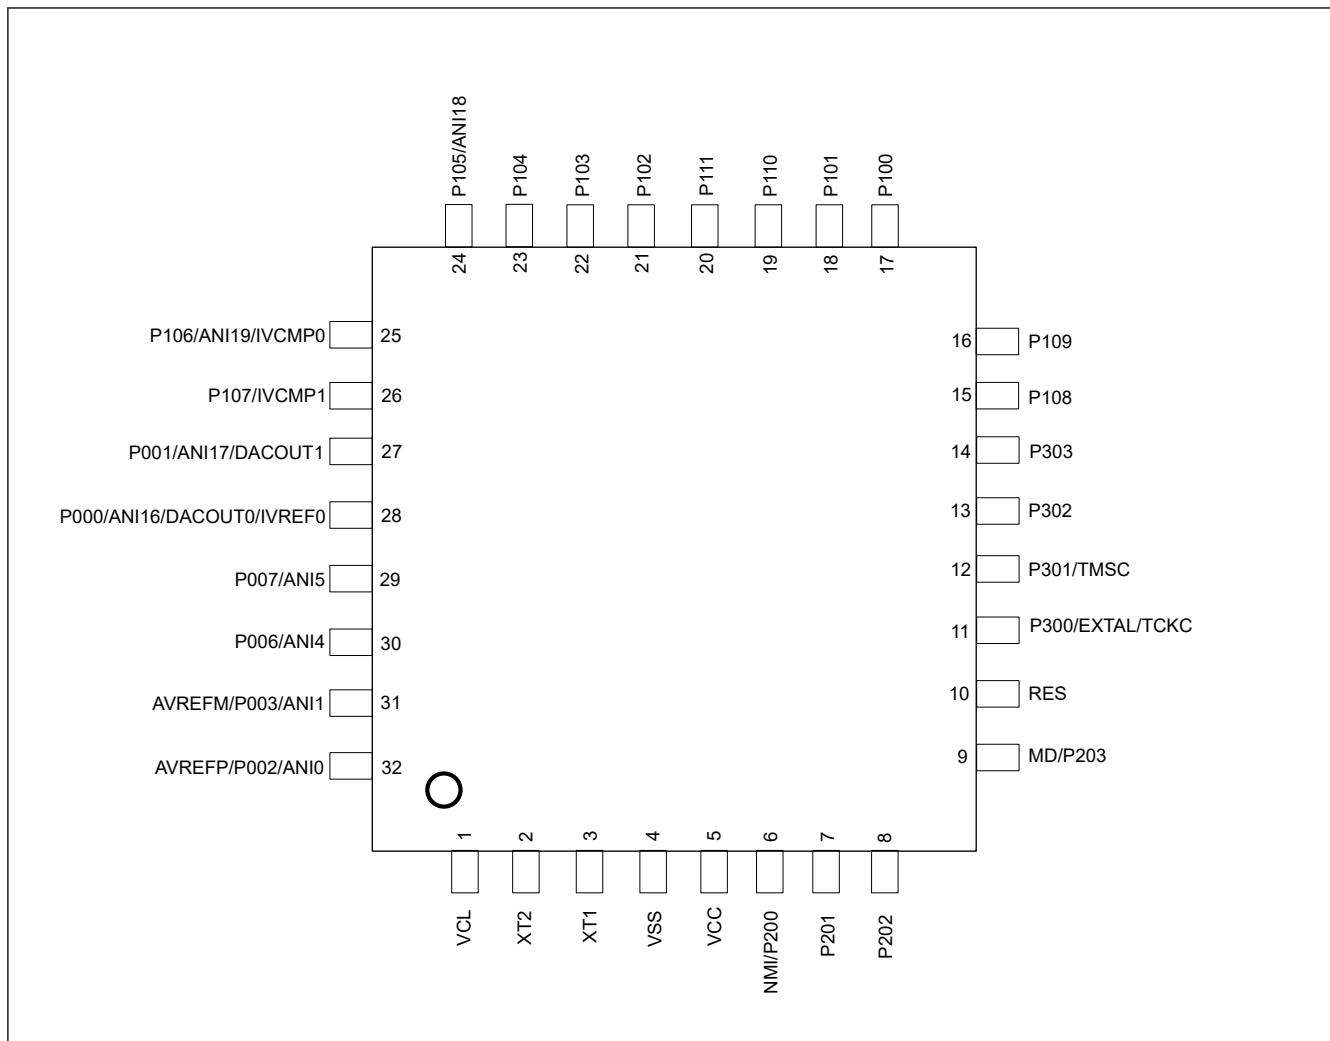 P105/ANI18
P104
P103
P102
P111
P110
P101
P100
24
23
22
21
20
19
18
17
P106/ANI19/IVCMP0
25
P107/IVCMP1
26
P001/ANI17/DACOUT1
27
P000/ANI16/DACOUT0/IVREF0
28
P007/ANI5
29
P006/ANI4
30
AVREFM/P003/ANI1
31
AVREFP/P002/ANI0
32
16
P109
15
P108
14
P303
13
P302
12
P301/TMSC
11
P300/EXTAL/TCKC
10
RES
9
MD/P203
1
2
3
4
5
6
7
8
VCL
XT2
XT1
VSS
VCC
NMI/P200
P201
P202